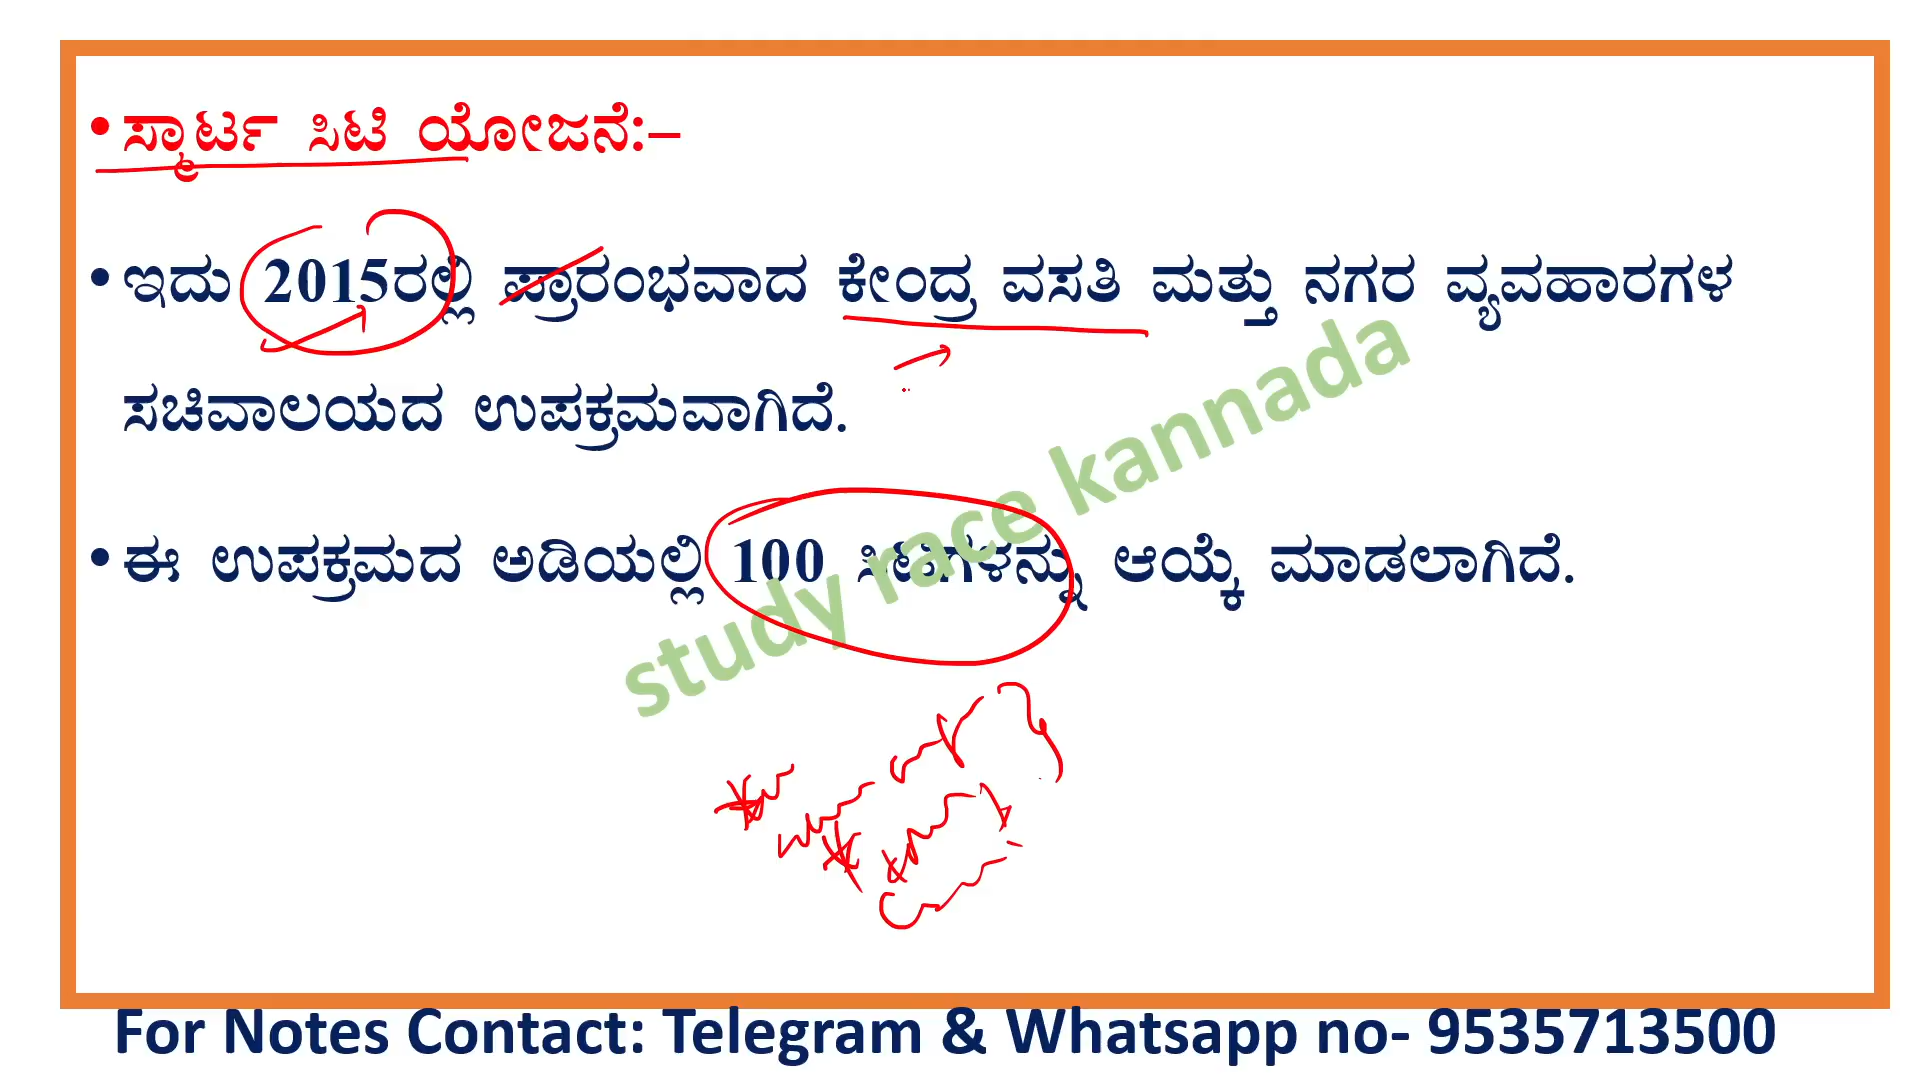 •ಸ್ಮಾರ್ಟ ಸಿಟಿ ಯೋಜನೆ:–
•ಇದು 2015ರಲ್ಲಿ ಪ್ರಾರಂಭವಾದ ಕೇಂದ್ರ ವಸತಿ ಮತ್ತು ನಗರ ವ್ಯವಹಾರಗಳ
ಸಚಿವಾಲಯದ ಉಪಕ್ರಮವಾಗಿದೆ.
•ಈ ಉಪಕ್ರಮದ ಅಡಿಯಲ್ಲಿ 100 ಸಿಟಿಗಳನ್ನು ಆಯ್ಕೆ ಮಾಡಲಾಗಿದೆ.
study race kannada
For Notes Contact: Telegram & Whatsapp no- 9535713500